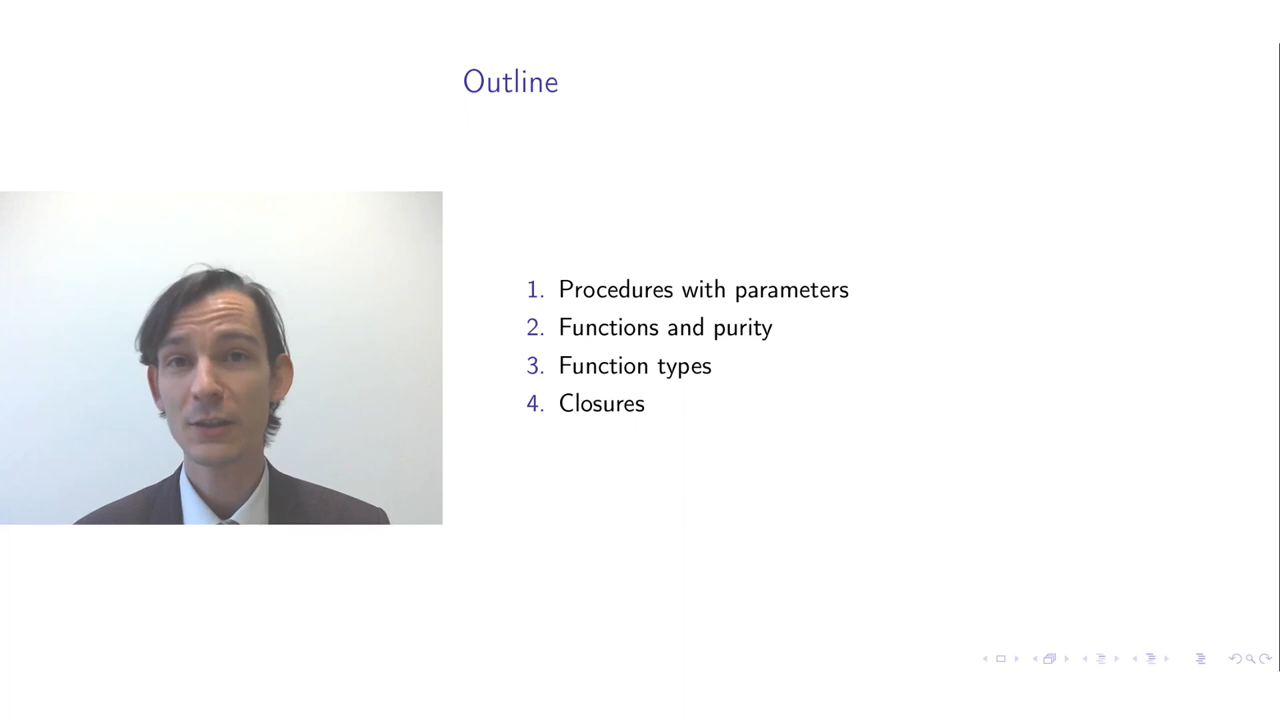 Outline
1. Procedures with parameters
2. Functions and purity
3. Function types
4. Closures